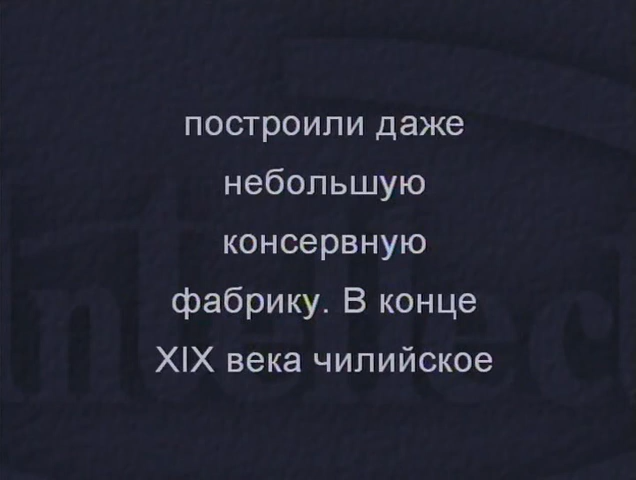 построили даже
небольшую
консервную
фабрику. В конце
XIX века чилийское